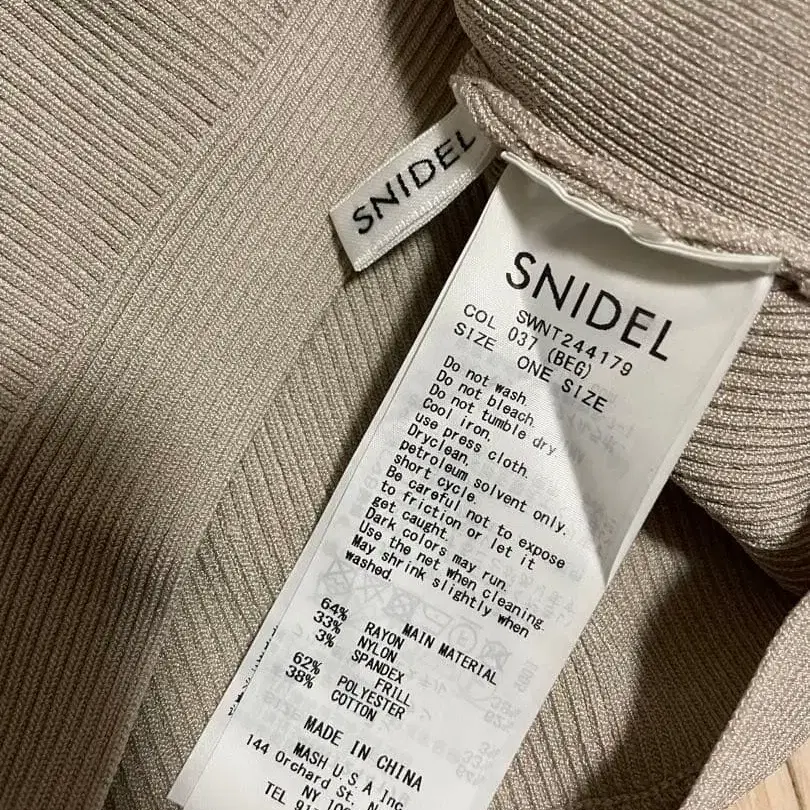 SNIDEL
SNIDEL
SWNT244179
COL 037 (BEG)
SIZE ONE SIZE
Do not wash.
Do not bleach.
Do not tumble dry
Cool iron.
use press cloth.
Dryclean.
petroleum solvent only.
short cycle.
Be careful not to expose
to friction or let it
get caught.
Dark colors may run.
Use the net when cleaning.
May shrink slightly when
washed.
MAIN MATERIAL
64% RAYON
33% NYLON
3% SPANDEX
FRILL
62% POLYESTER
38% COTTON
MADE IN CHINA
MASH U.S.A Inc.
144 Orchard St. N
NY 100
TEL 91